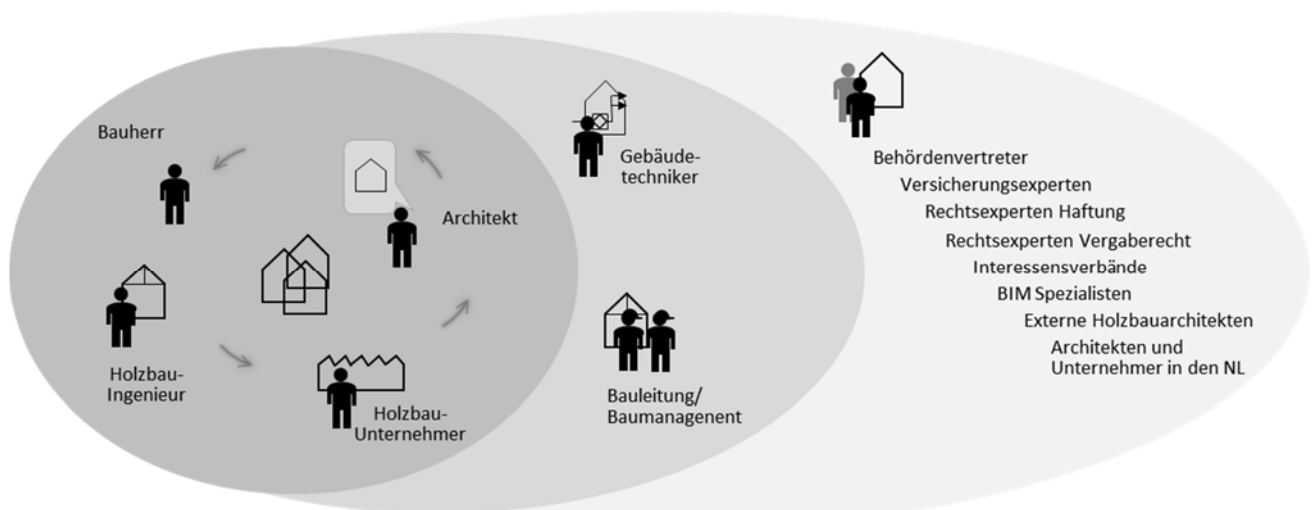 Bauherr
Architekt
Holzbau-
Ingenieur
Holzbau-
Unternehmer
Gebäude-
techniker
Bauleitung/
Baumanagenent
Behördenvertreter
Versicherungsexperten
Rechtsexperten Haftung
Rechtsexperten Vergaberecht
Interessensverbände
BIM Spezialisten
Externe Holzbauarchitekten
Architekten und
Unternehmer in den NL